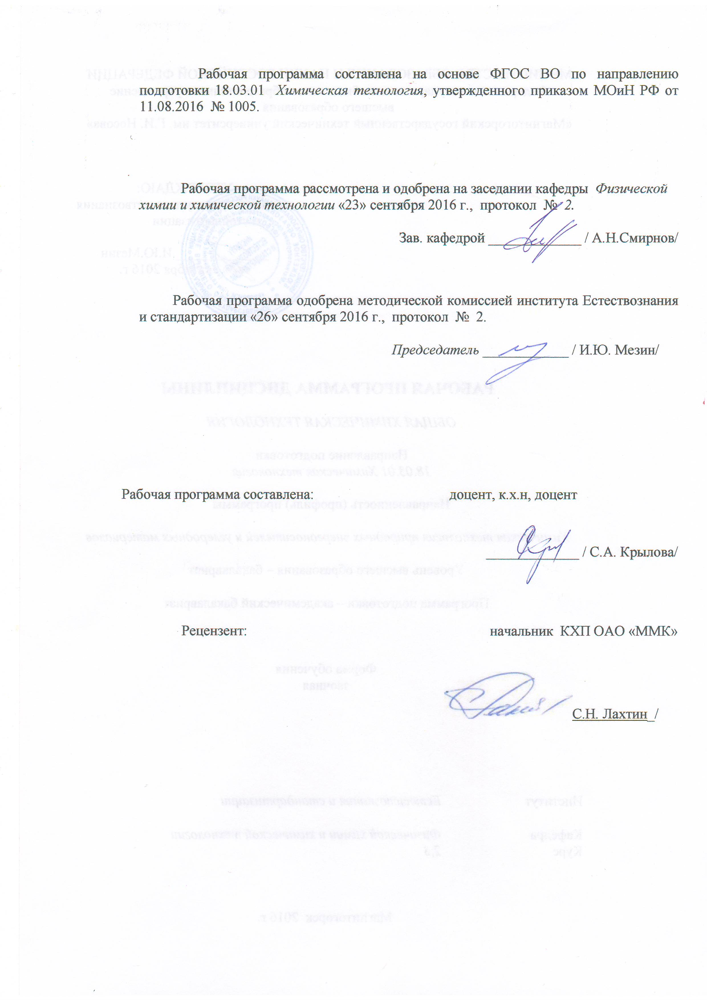 Рабочая программа составлена на основе ФГОС ВО по направлению
подготовки 18.03.01 Химическая технология, утвержденного приказом МОиН РФ от
11.08.2016 № 1005.
Рабочая программа рассмотрена и одобрена на заседании кафедры Физической
химии и химической технологии «23» сентября 2016 г., протокол № 2.
Зав. кафедрой _____________ / А.Н.Смирнов/
Рабочая программа одобрена методической комиссией института Естествознания
и стандартизации «26» сентября 2016 г., протокол № 2.
Председатель ____________ / И.Ю. Мезин/
Рабочая программа составлена: доцент, к.х.н, доцент
_____________ / С.А. Крылова/
Рецензент: начальник КХП ОАО «ММК»
С.Н. Лахтин_/